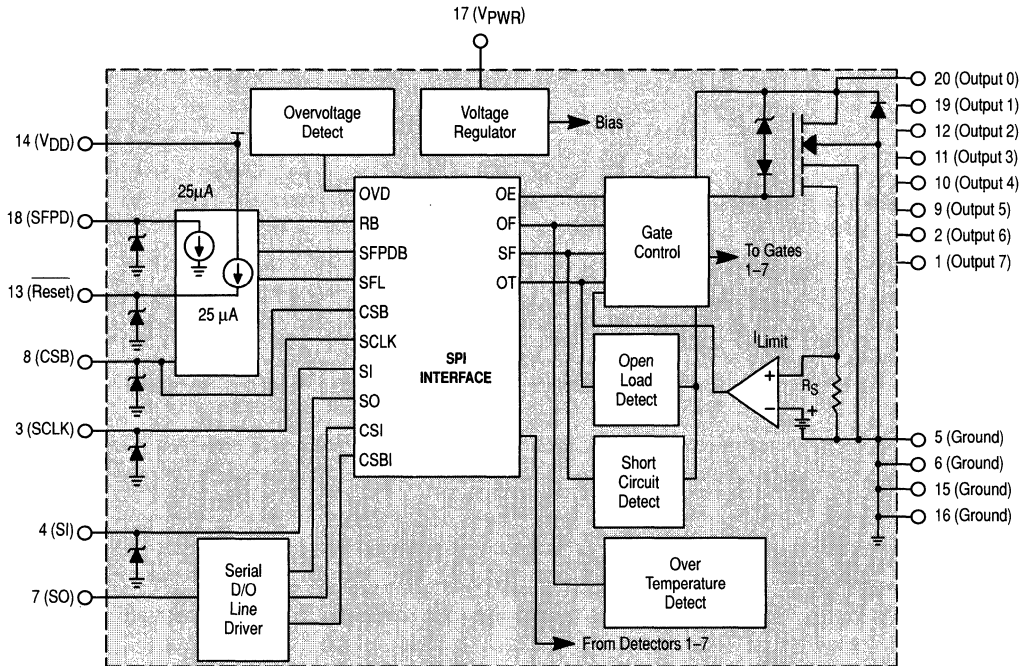 17 (VPWR)
20 (Output 0)
19 (Output 1)
12 (Output 2)
11 (Output 3)
10 (Output 4)
9 (Output 5)
2 (Output 6)
1 (Output 7)
Overvoltage
Detect
Voltage
Regulator
Bias
14 (VDD)
25μA
18 (SFPD)
13 (Reset)
25 μA
8 (CSB)
3 (SCLK)
4 (SI)
7 (SO)
OVD
RB
SFPDB
SFL
CSB
SCLK
SI
SO
CSI
CSBI
SPI
INTERFACE
OE
OF
SF
OT
Gate
Control
To Gates
1–7
ILimit
+
–
RS
+
Open
Load
Detect
Short
Circuit
Detect
5 (Ground)
6 (Ground)
15 (Ground)
16 (Ground)
Serial
D/O
Line
Driver
Over
Temperature
Detect
From Detectors 1–7